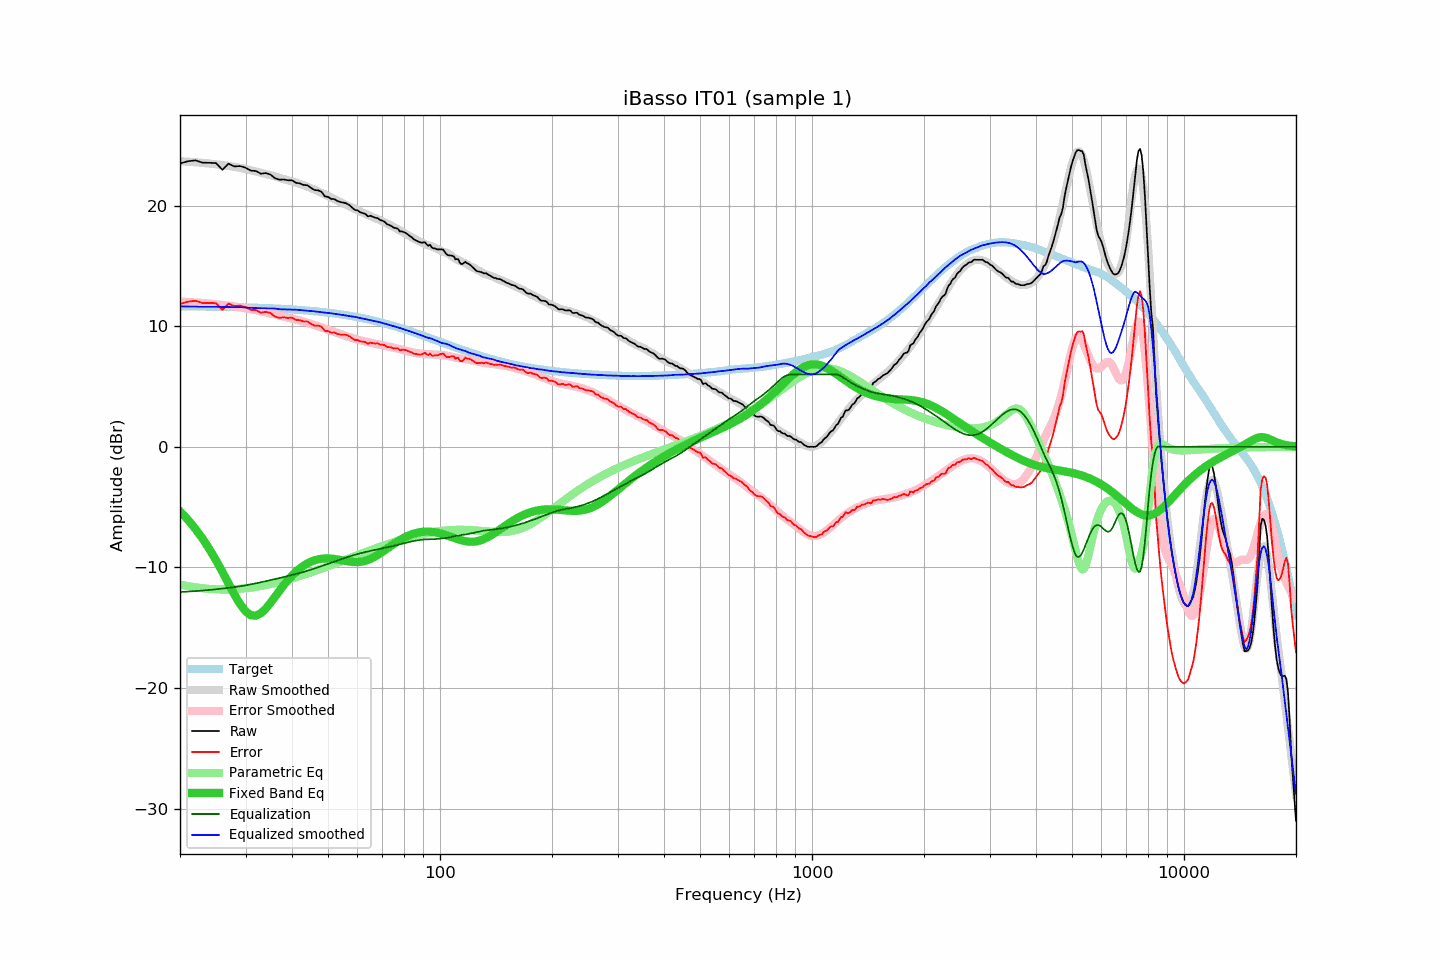 iBasso IT01 (sample 1)
Amplitude (dBr)
20
10
0
−10
−20
−30
Target
Raw Smoothed
Error Smoothed
Raw
Error
Parametric Eq
Fixed Band Eq
Equalization
Equalized smoothed
100
1000
10000
Frequency (Hz)